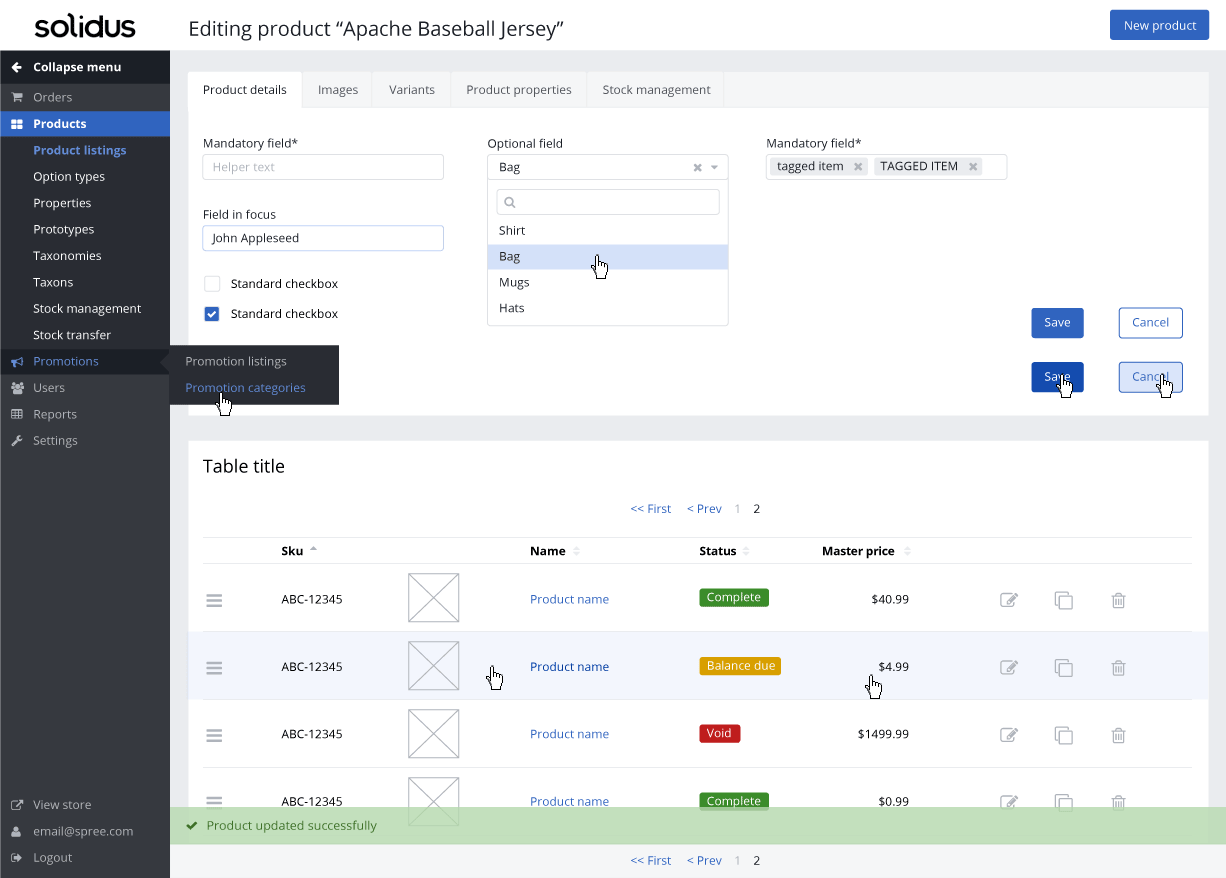 solidus
Editing product “Apache Baseball Jersey”
New product
Collapse menu
Orders
Products
Product listings
Option types
Properties
Prototypes
Taxonomies
Taxons
Stock management
Stock transfer
Promotions
Promotion listings
Promotion categories
Users
Reports
Settings
View store
email@spree.com
Logout
Product details Images Variants Product properties Stock management
Mandatory field*
Helper text
Field in focus
John Appleseed
Standard checkbox
Standard checkbox
Optional field
Bag
Shirt
Bag
Mugs
Hats
Mandatory field*
tagged item TAGGED ITEM
Save Cancel
Save Cancel
Table title
<< First < Prev 1 2
Sku Name Status Master price
ABC-12345 Product name Complete $40.99
ABC-12345 Product name Balance due $4.99
ABC-12345 Product name Void $1499.99
ABC-12345 Product name Complete $0.99
Product updated successfully
<< First < Prev 1 2